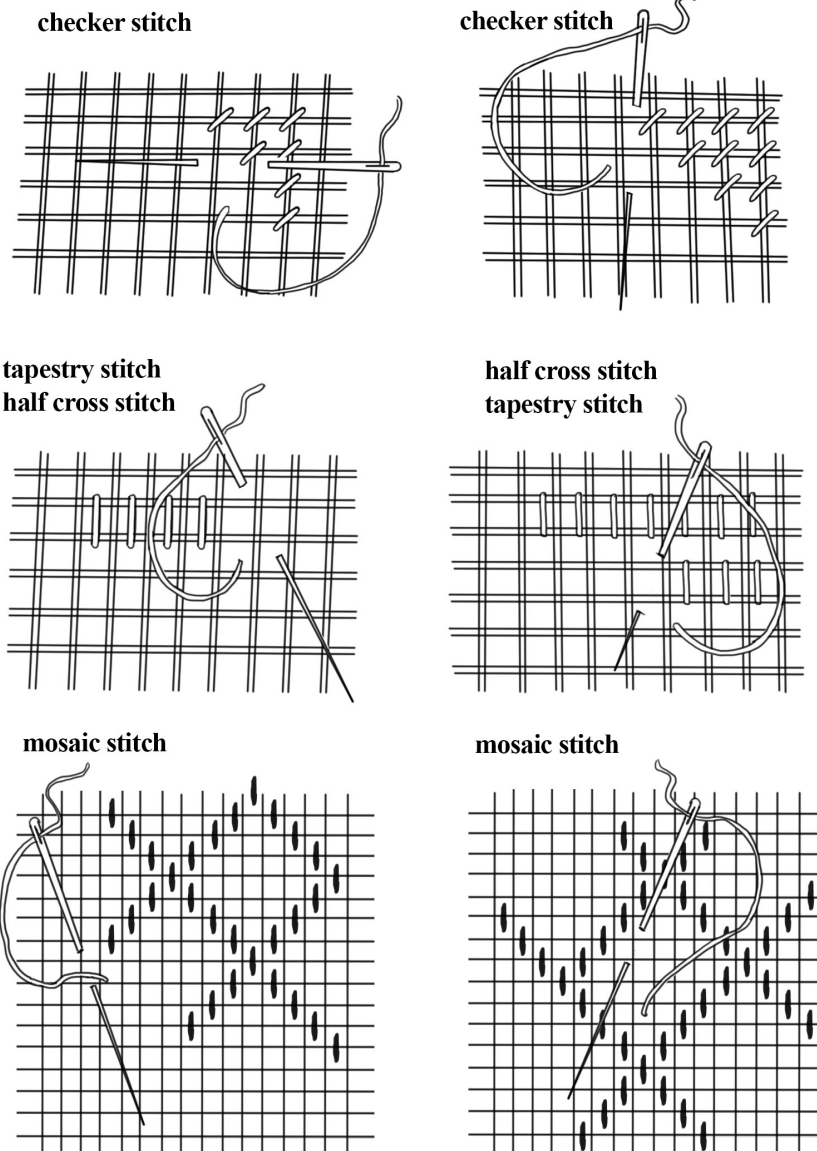 checker stitch
checker stitch
tapestry stitch
half cross stitch
half cross stitch
tapestry stitch
mosaic stitch
mosaic stitch